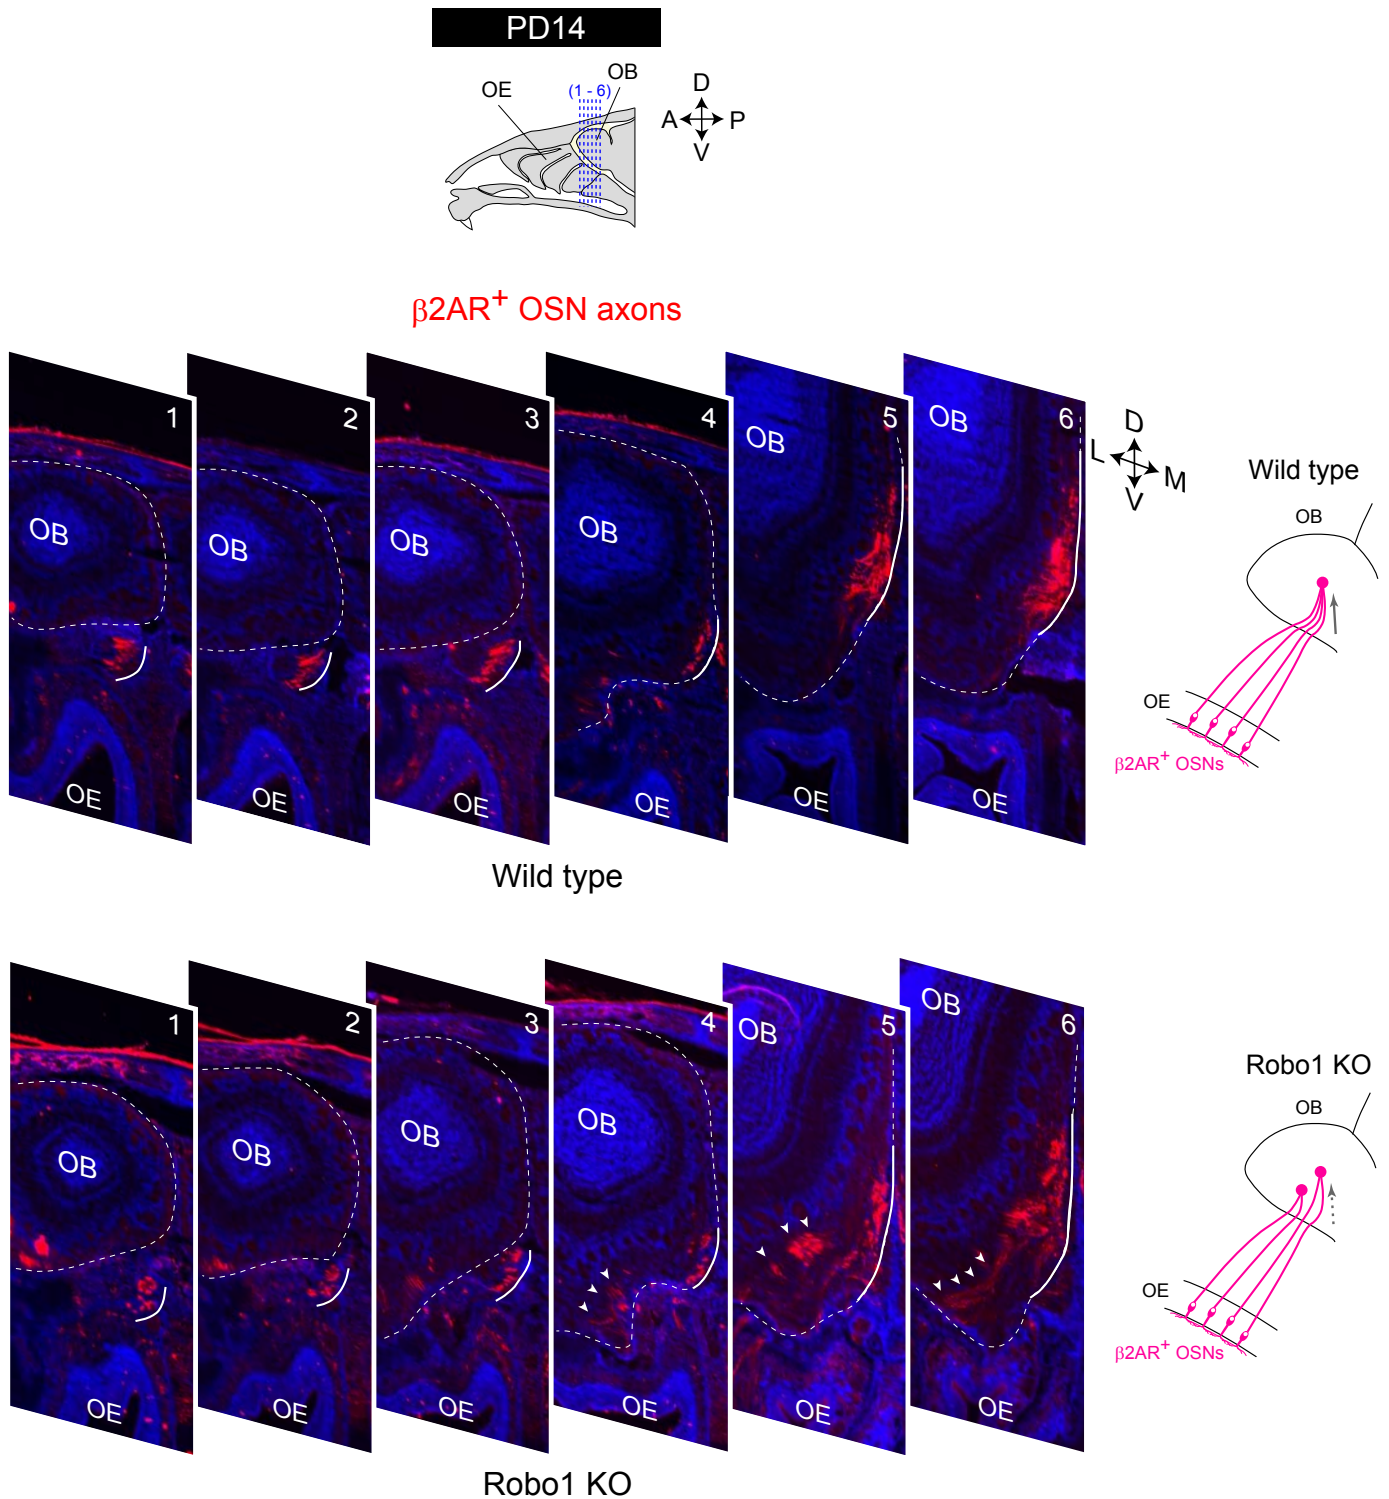 PD14
OE
(1 - 6)
OB
D
A
P
V
β2AR+ OSN axons
1
2
3
4
5
6
OB
OB
OB
OB
OB
OB
OE
OE
OE
OE
OE
OE
D
L
M
V
Wild type
OB
OE
β2AR+ OSNs
Wild type
1
2
3
4
5
6
OB
OB
OB
OB
OB
OB
OE
OE
OE
OE
OE
OE
Robo1 KO
OB
OE
β2AR+ OSNs
Robo1 KO